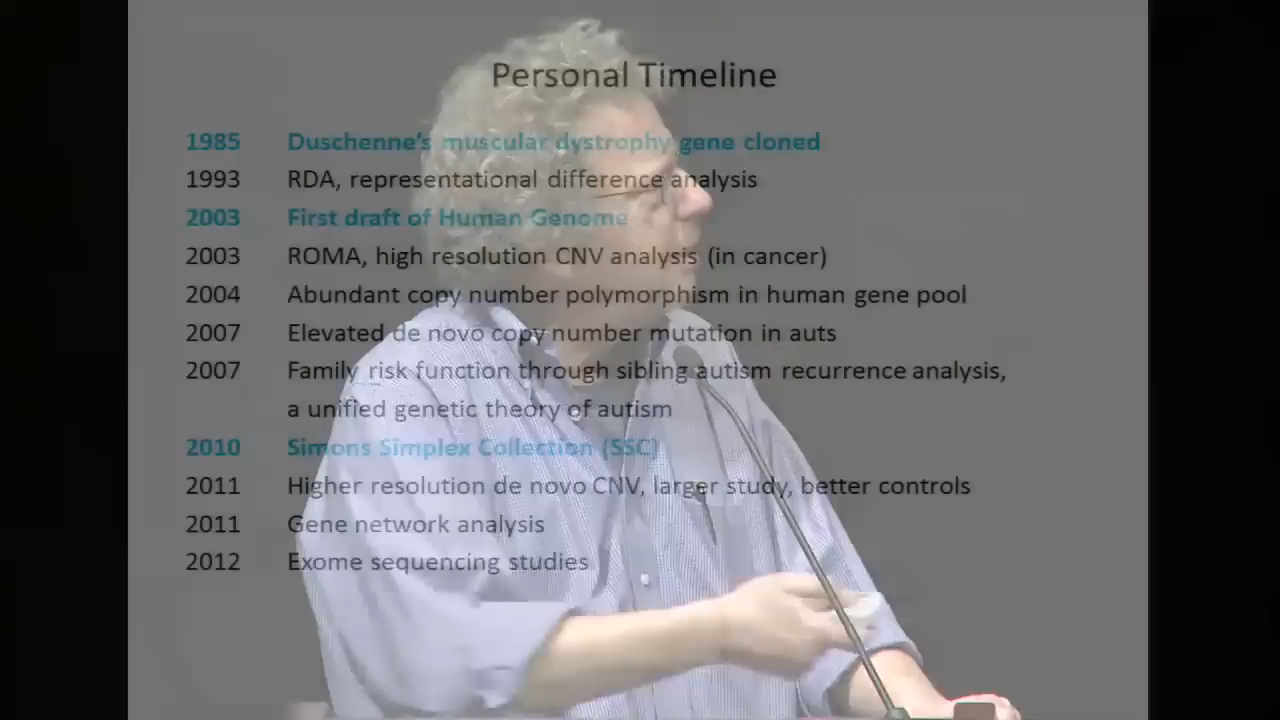 Personal Timeline
1985 Duschenne's muscular dystrophy gene cloned
1993 RDA, representational difference analysis
2003 First draft of Human Genome
2003 ROMA, high resolution CNV analysis (in cancer)
2004 Abundant copy number polymorphism in human gene pool
2007 Elevated de novo copy number mutation in auts
2007 Family risk function through sibling autism recurrence analysis,
a unified genetic theory of autism
2010 Simons Simplex Collection (SSC)
2011 Higher resolution de novo CNV, larger study, better controls
2011 Gene network analysis
2012 Exome sequencing studies